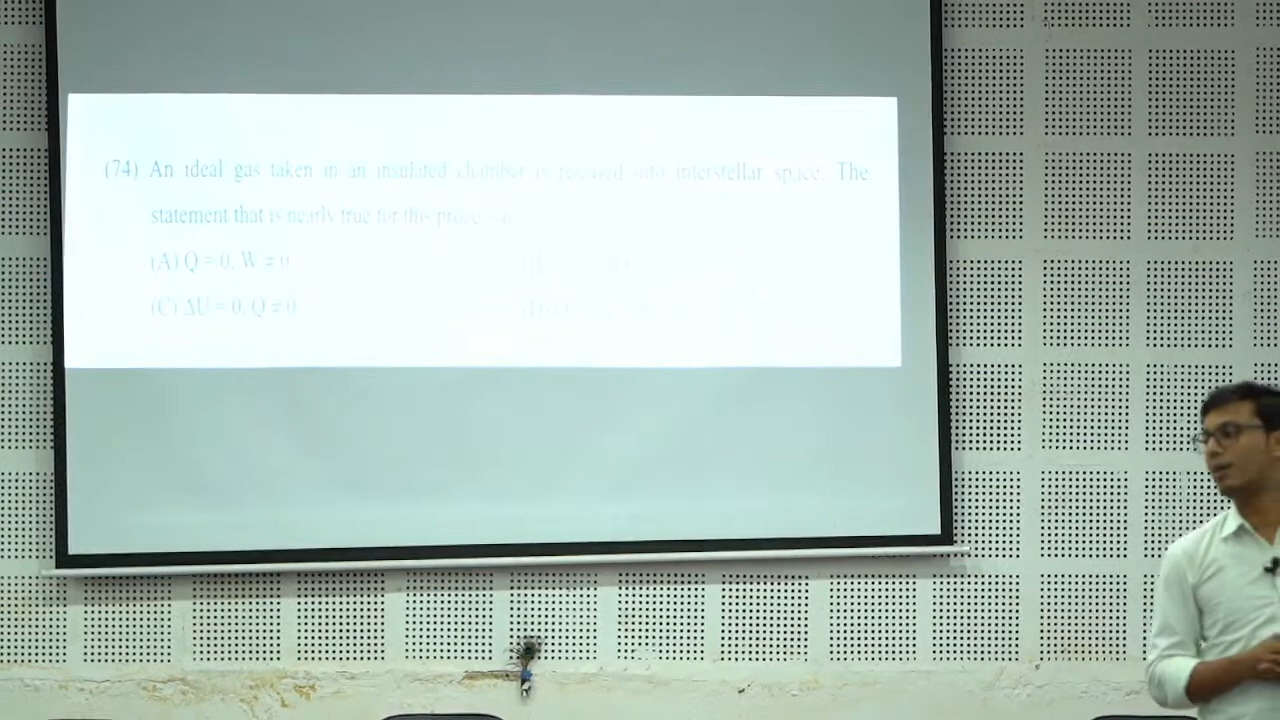 (74) An ideal gas taken in an insulated chamber is released into interstellar space. The
statement that is nearly true for this process is
(A) Q = 0, W ≠ 0
(C) ΔU = 0, Q ≠ 0